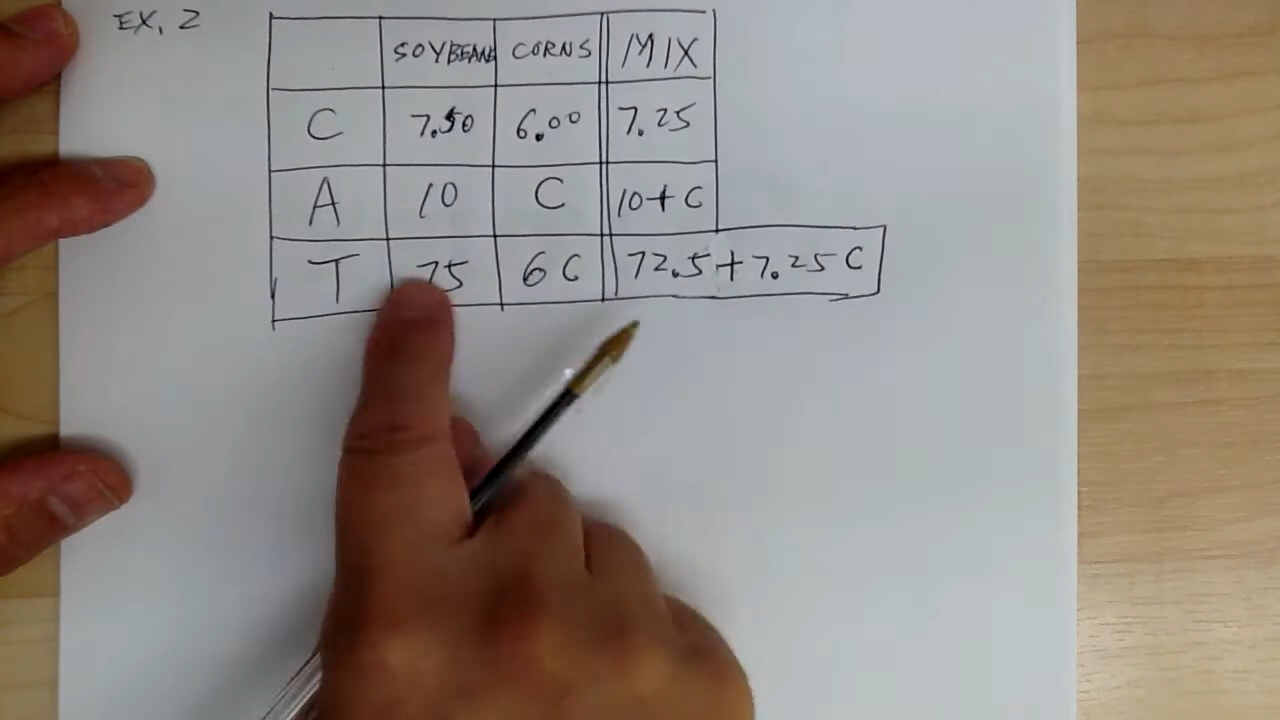 EX. 2
SOYBEANS CORNS MIX
C 7.50 6.00 7.25
A 10 C 10+C
T 75 6C 72.5+7.25C